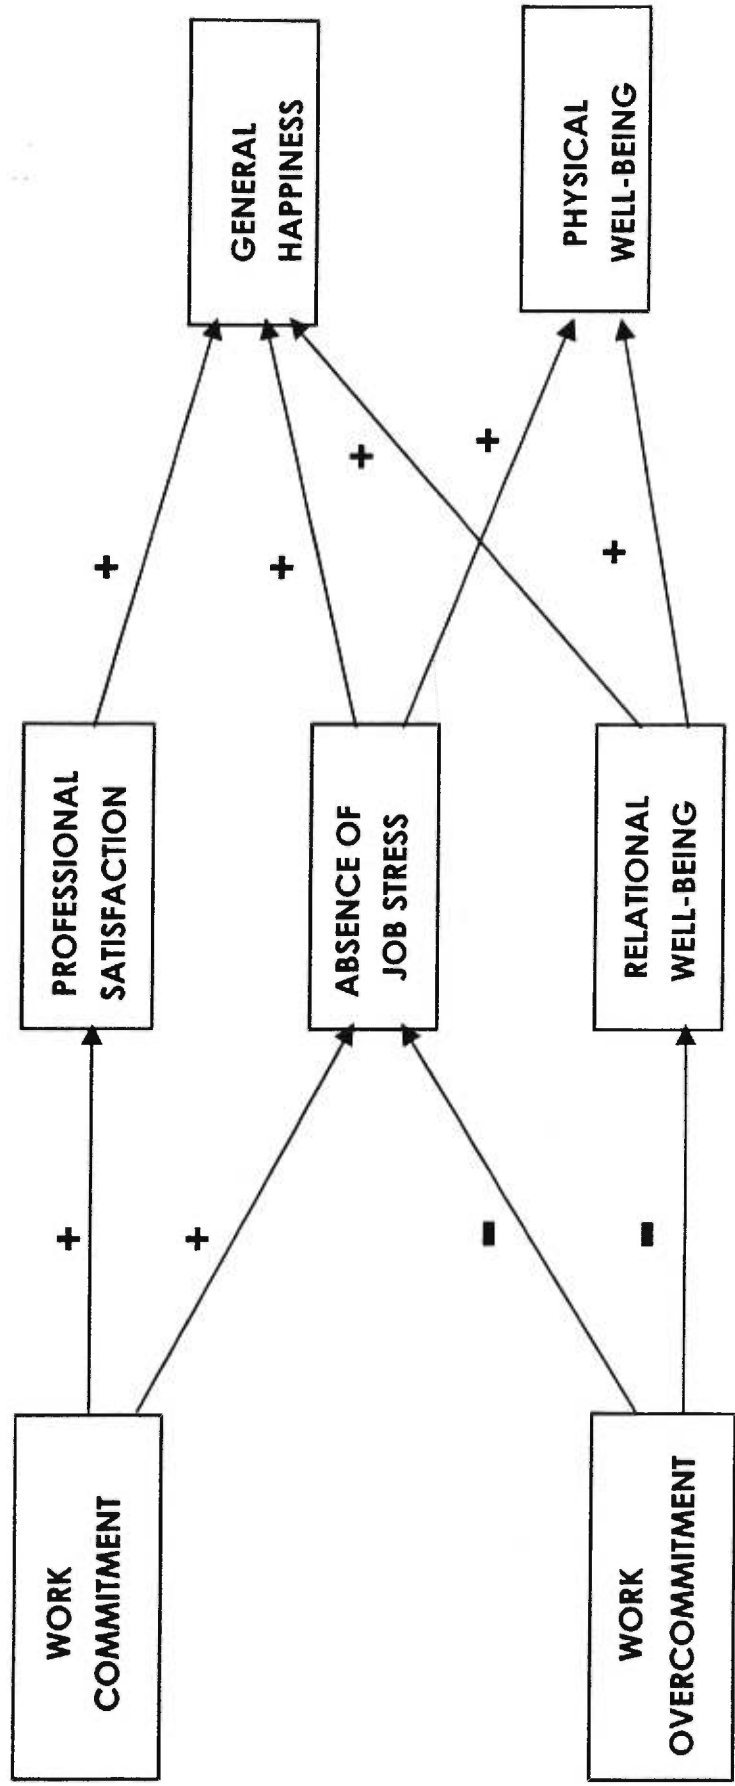 WORK
COMMITMENT
WORK
OVERCOMMITMENT
+
+
-
-
PROFESSIONAL
SATISFACTION
ABSENCE OF
JOB STRESS
RELATIONAL
WELL-BEING
+
+
+
+
+
GENERAL
HAPPINESS
PHYSICAL
WELL-BEING